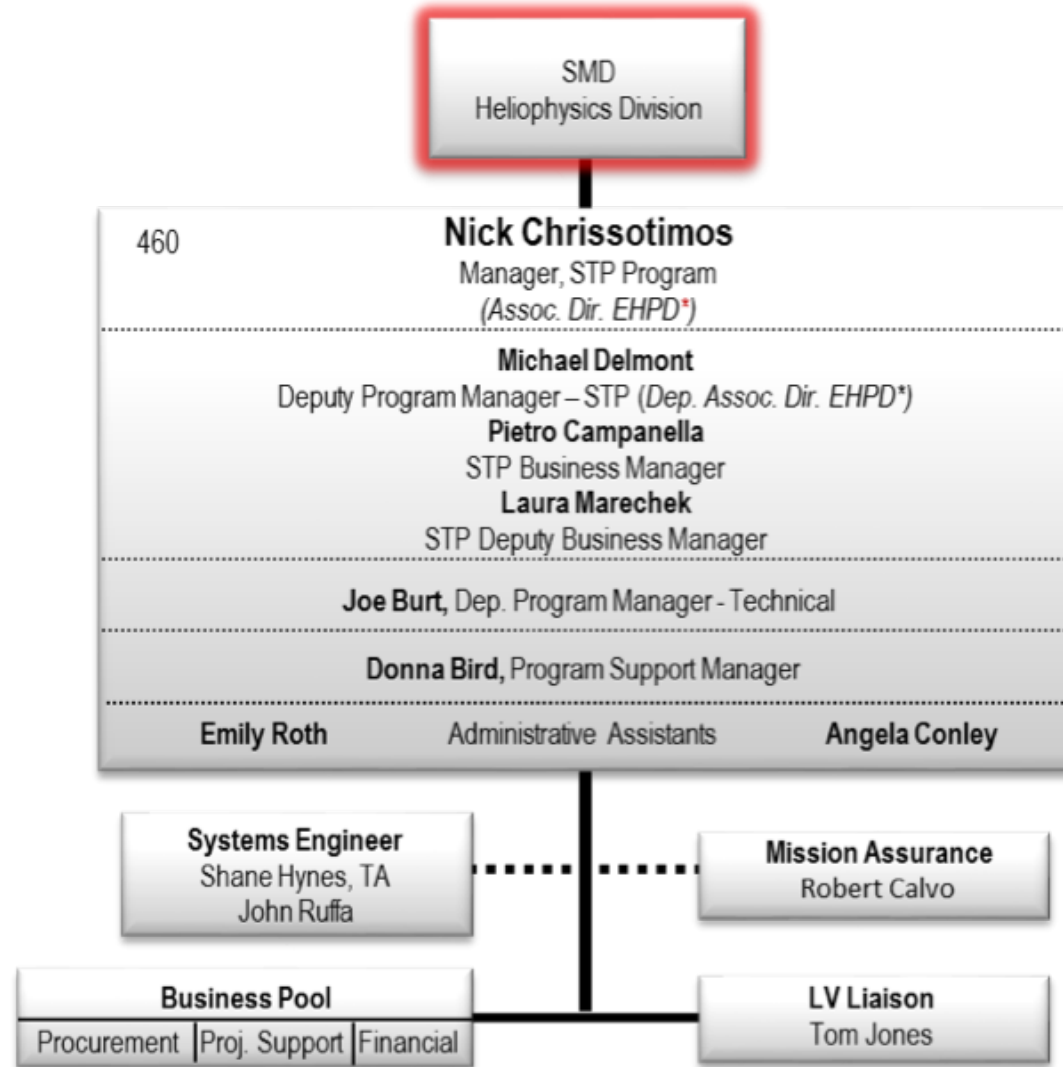 SMD
Heliophysics Division
460
Nick Chrissotimos
Manager, STP Program
(Assoc. Dir. EHPD*)
Michael Delmont
Deputy Program Manager – STP (Dep. Assoc. Dir. EHPD*)
Pietro Campanella
STP Business Manager
Laura Marechek
STP Deputy Business Manager
Joe Burt, Dep. Program Manager - Technical
Donna Bird, Program Support Manager
Emily Roth Administrative Assistants Angela Conley
Systems Engineer
Shane Hynes, TA
John Ruffa
Mission Assurance
Robert Calvo
Business Pool
Procurement Proj. Support Financial
LV Liaison
Tom Jones